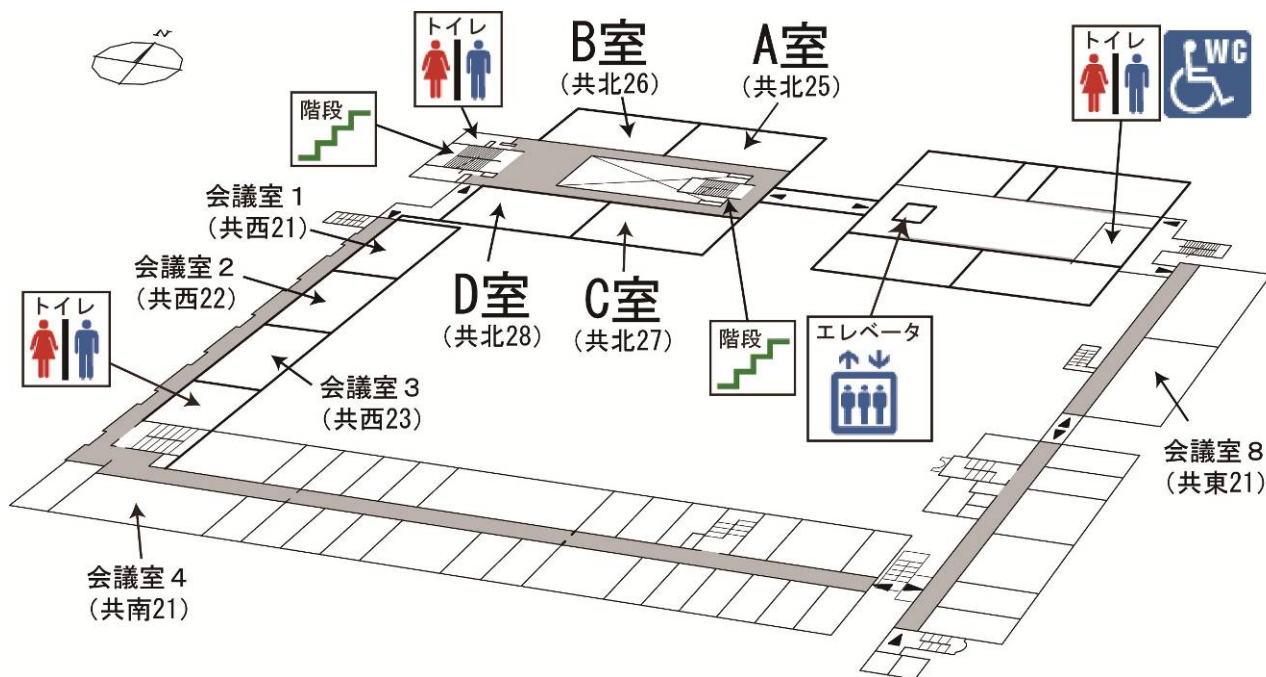 N
トイレ
B室
(共北26)
A室
(共北25)
トイレ
WC
階段
会議室1
(共西21)
会議室2
(共西22)
トイレ
D室
(共北28)
C室
(共北27)
階段
エレベータ
会議室3
(共西23)
会議室8
(共東21)
会議室4
(共南21)